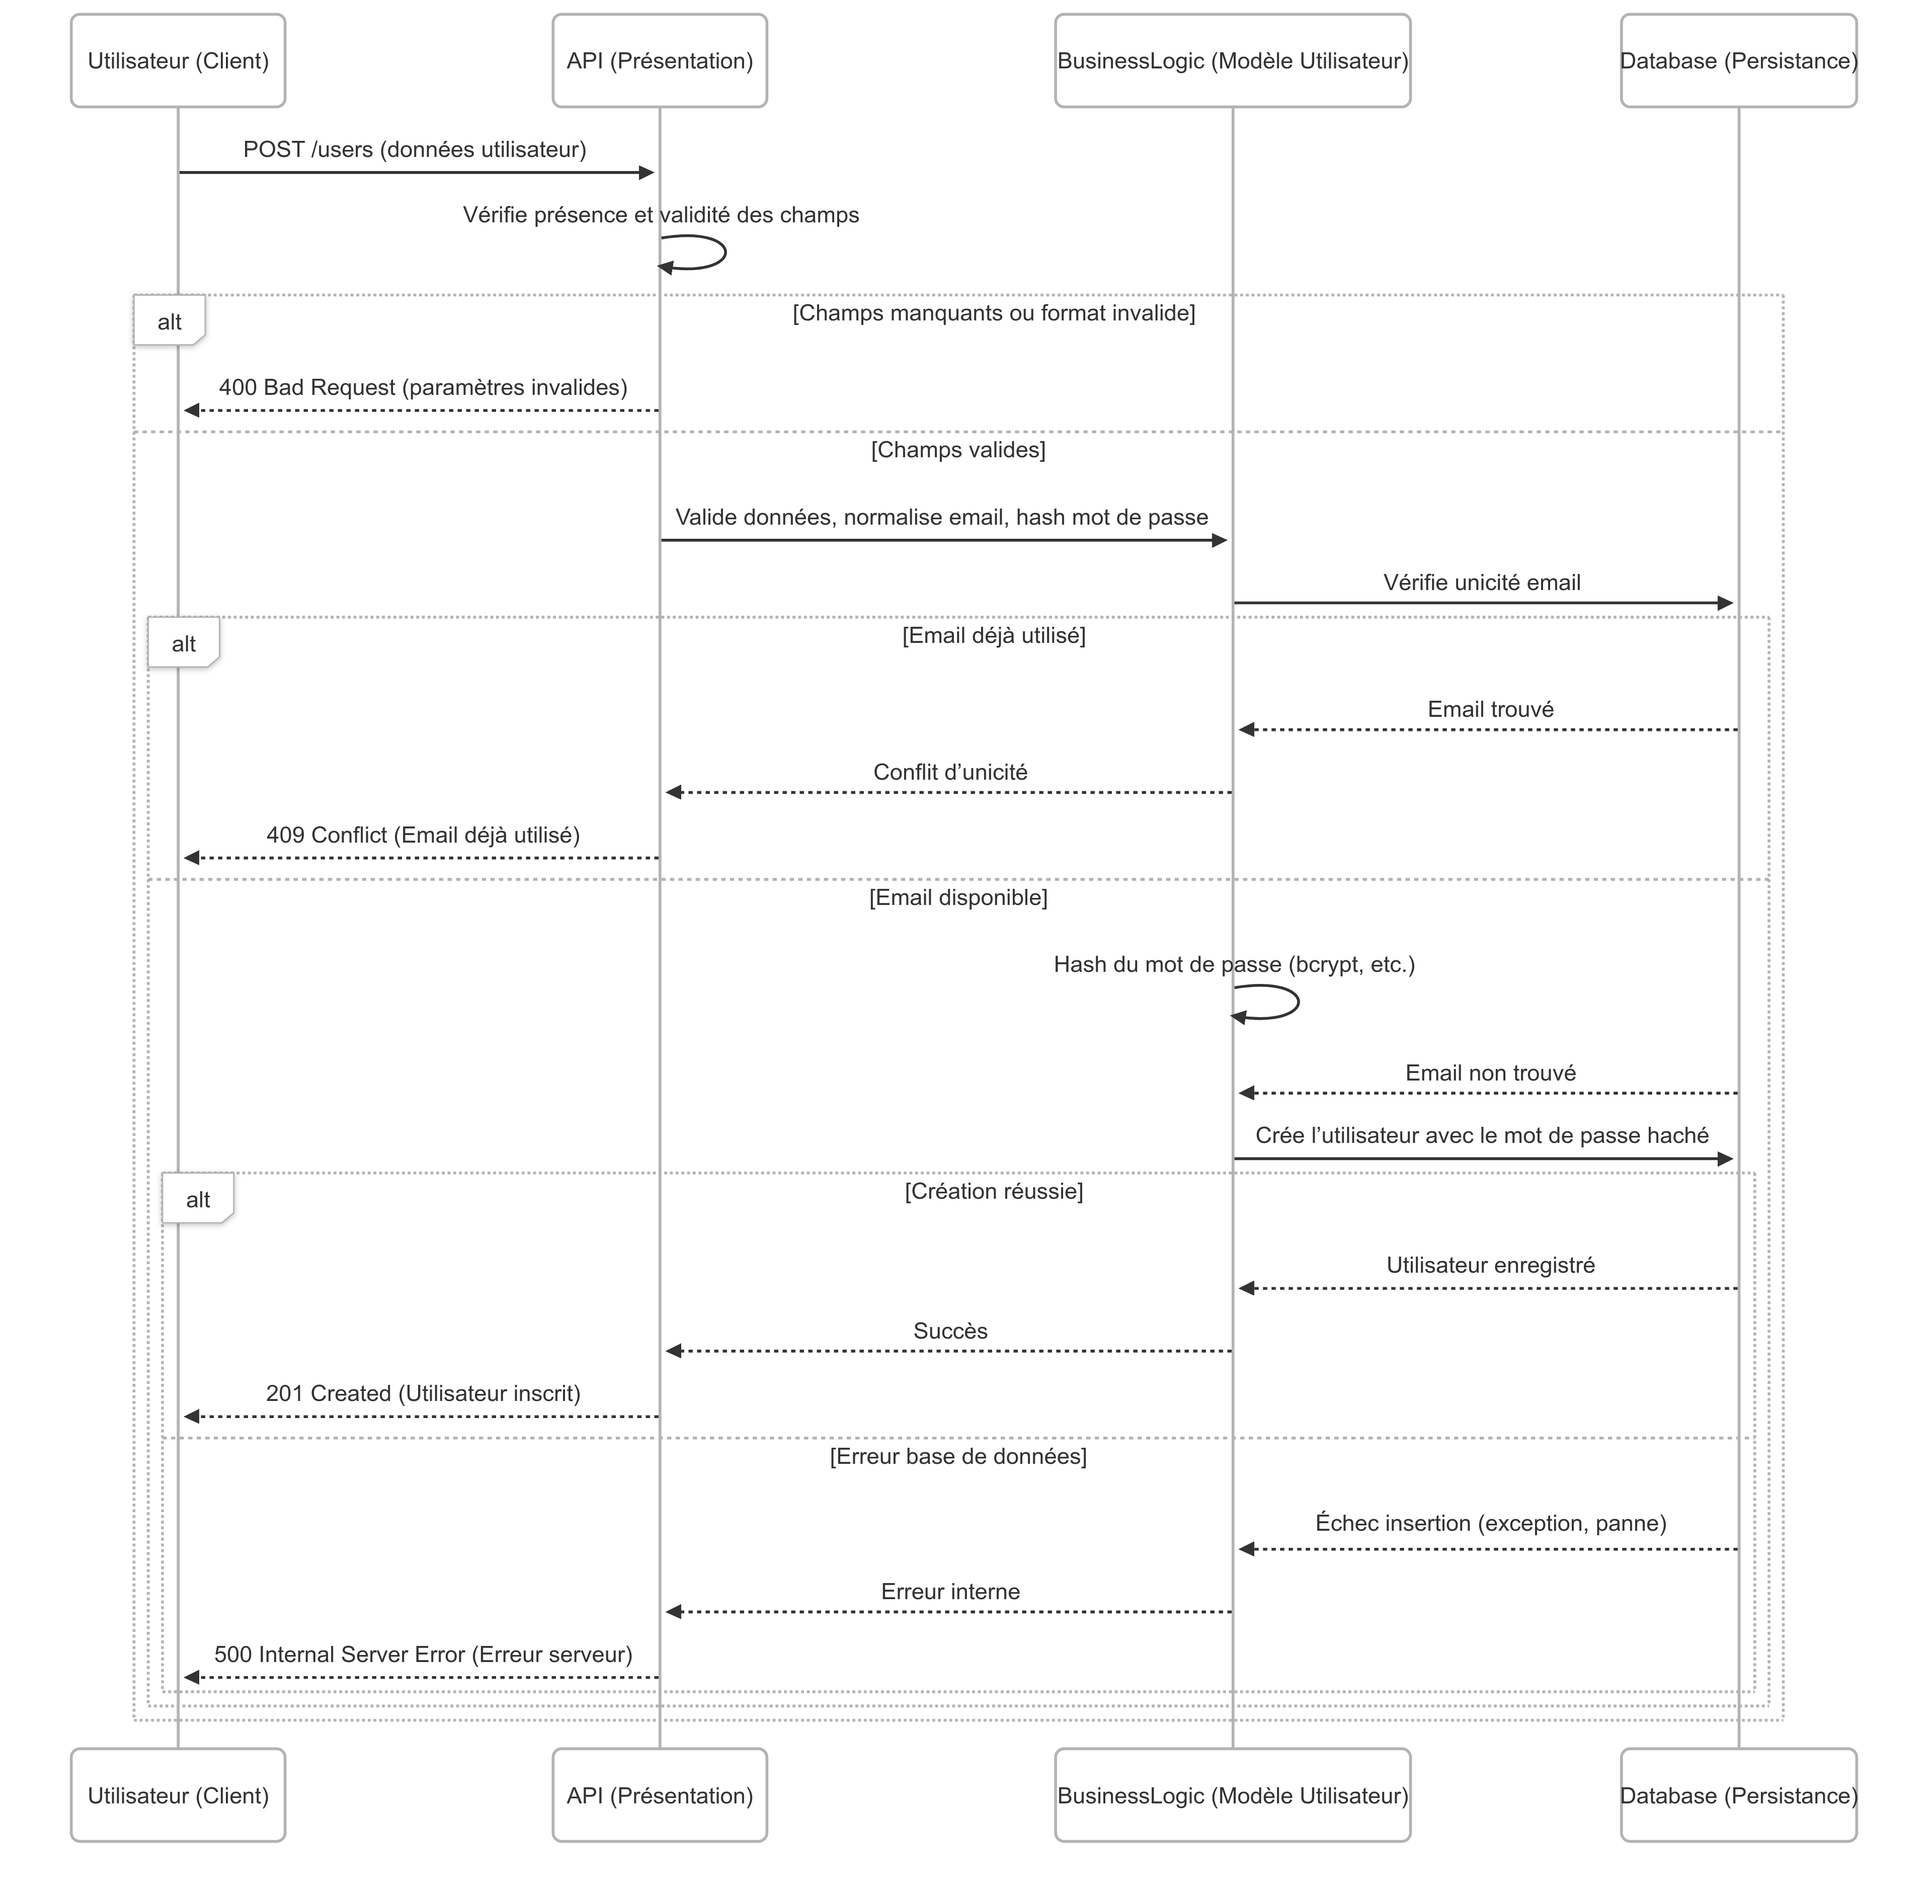 Utilisateur (Client)
API (Présentation)
BusinessLogic (Modèle Utilisateur)
Database (Persistance)
POST /users (données utilisateur)
Vérifie présence et validité des champs
alt
[Champs manquants ou format invalide]
400 Bad Request (paramètres invalides)
[Champs valides]
Valide données, normalise email, hash mot de passe
Vérifie unicité email
alt
[Email déjà utilisé]
Email trouvé
Conflit d’unicité
409 Conflict (Email déjà utilisé)
[Email disponible]
Hash du mot de passe (bcrypt, etc.)
Email non trouvé
Crée l’utilisateur avec le mot de passe haché
alt
[Création réussie]
Utilisateur enregistré
Succès
201 Created (Utilisateur inscrit)
[Erreur base de données]
Échec insertion (exception, panne)
Erreur interne
500 Internal Server Error (Erreur serveur)
Utilisateur (Client)
API (Présentation)
BusinessLogic (Modèle Utilisateur)
Database (Persistance)